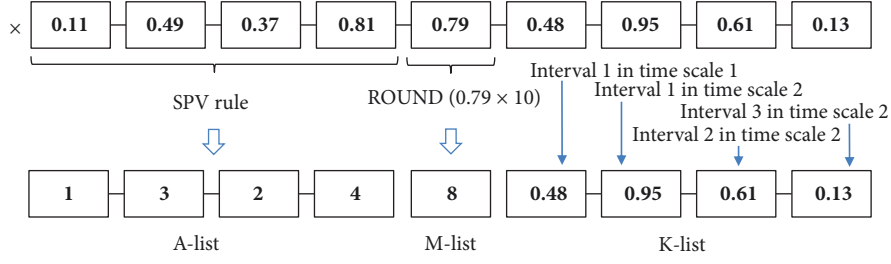 × 0.11 0.49 0.37 0.81 0.79 0.48 0.95 0.61 0.13
SPV rule
ROUND (0.79 × 10)
Interval 1 in time scale 1
Interval 1 in time scale 2
Interval 3 in time scale 2
Interval 2 in time scale 2
1 3 2 4 8 0.48 0.95 0.61 0.13
A-list M-list K-list